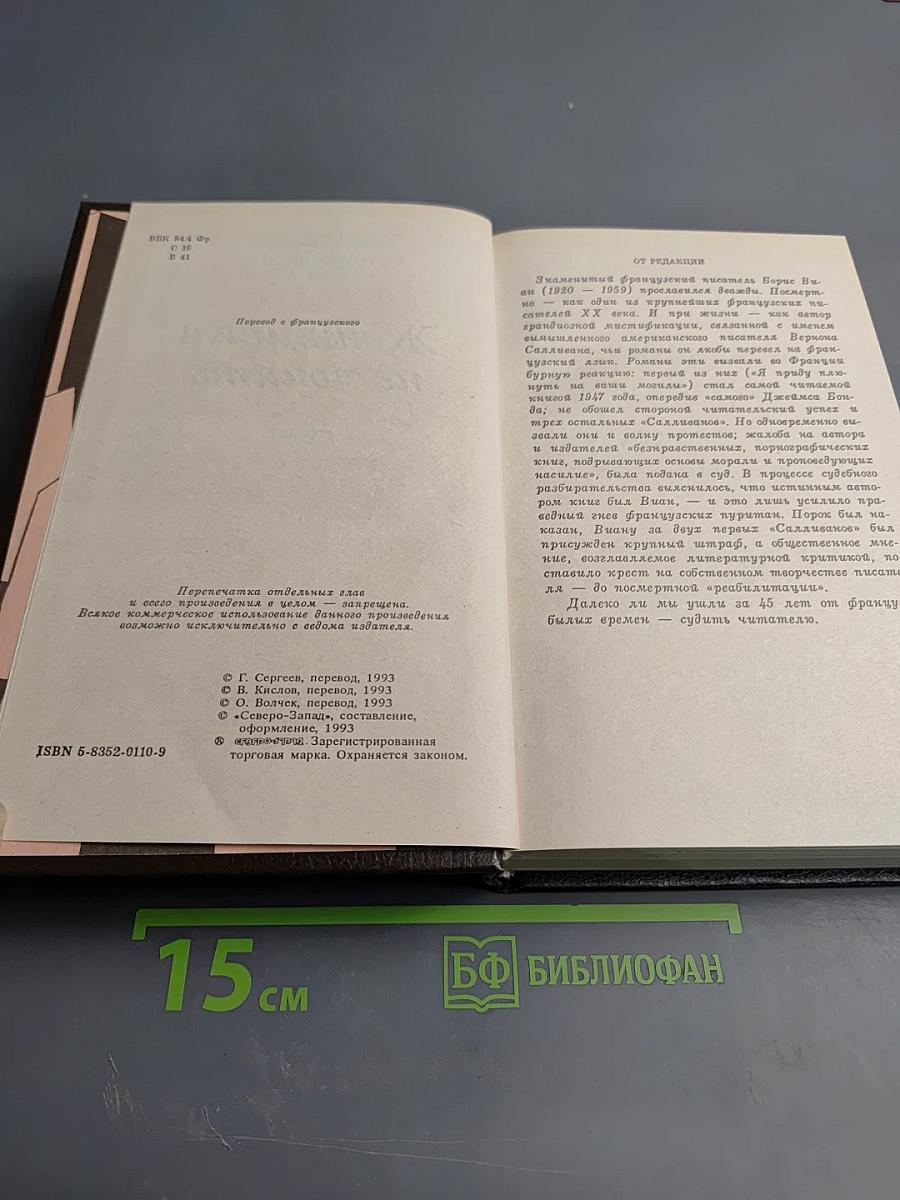 ББК 84.4 Фр
С 16
В 41
Перевод с французского
Перепечатка отдельных глав
и всего произведения в целом — запрещена.
Всякое коммерческое использование данного произведения
возможно исключительно с ведома издателя.
© Г. Сергеев, перевод, 1993
© В. Кислов, перевод, 1993
© О. Волчек, перевод, 1993
© «Северо-Запад», составление,
оформление, 1993
® Зарегистрированная
торговая марка. Охраняется законом.
ISBN 5-8352-0110-9
ОТ РЕДАКЦИИ
Знаменитый французский писатель Борис Ви-
ан (1920 — 1959) прославился дважды. Посмерт-
но — как один из крупнейших французских пи-
сателей XX века. И при жизни — как автор
грандиозной мистификации, связанной с именем
вымышленного американского писателя Вернона
Салливана, чьи романы он якобы перевел на фран-
цузский язык. Романы эти вызвали во Франции
бурную реакцию: первый из них («Я приду плю-
нуть на ваши могилы») стал самой читаемой
книгой 1947 года, опередив «самого» Джеймса Бон-
да; не обошел стороной читательский успех и
трех остальных «Салливанов». Но одновременно вы-
звали они и волну протестов; жалоба на автора
и издателей «безнравственных, порнографических
книг, подрывающих основы морали и проповедующих
насилие», была подана в суд. В процессе судебного
разбирательства выяснилось, что истинным авто-
ром книг был Виан, — и это лишь усилило пра-
ведный гнев французских пуритан. Порок был на-
казан, Виану за двух первых «Салливанов» был
присужден крупный штраф, а общественное мне-
ние, возглавляемое литературной критикой, по-
ставило крест на собственном творчестве писате
ля — до посмертной «реабилитации».
Далеко ли мы ушли за 45 лет от францу
былых времен — судить читателю.
15 см
БФ БИБЛИОФАН